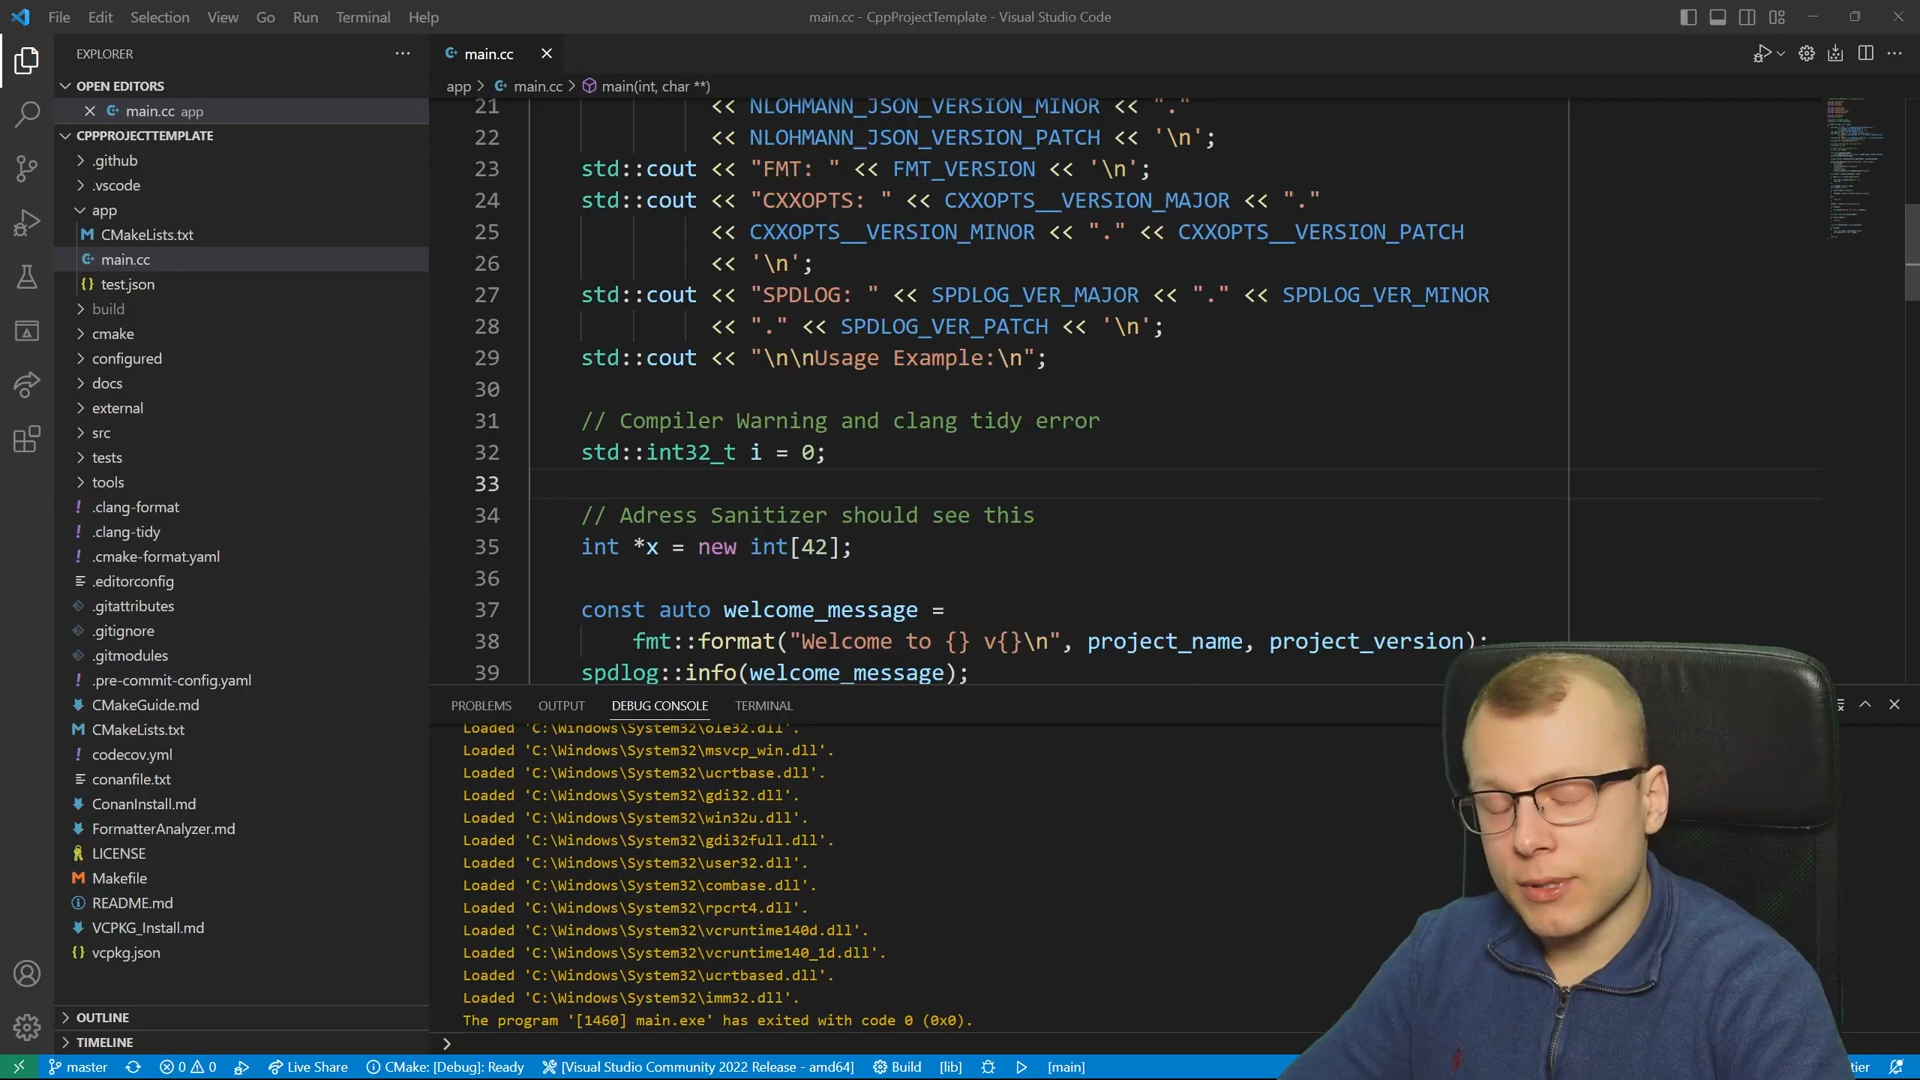 File Edit Selection View Go Run Terminal Help
main.cc - CppProjectTemplate - Visual Studio Code
EXPLORER
OPEN EDITORS
main.cc app
CPPPROJECTTEMPLATE
.github
.vscode
app
CMakeLists.txt
main.cc
test.json
build
cmake
configured
docs
external
src
tests
tools
.clang-format
.clang-tidy
.cmake-format.yaml
.editorconfig
.gitattributes
.gitignore
.gitmodules
.pre-commit-config.yaml
CMakeGuide.md
CMakeLists.txt
codecov.yml
conanfile.txt
ConanInstall.md
FormatterAnalyzer.md
LICENSE
Makefile
README.md
VCPKG_Install.md
vcpkg.json
OUTLINE
TIMELINE
main.cc
app > main.cc > main(int, char **)
21 << NLOHMANN_JSON_VERSION_MINOR << "."
22 << NLOHMANN_JSON_VERSION_PATCH << '\n';
23 std::cout << "FMT: " << FMT_VERSION << '\n';
24 std::cout << "CXXOPTS: " << CXXOPTS__VERSION_MAJOR << "."
25 << CXXOPTS__VERSION_MINOR << "." << CXXOPTS__VERSION_PATCH
26 << '\n';
27 std::cout << "SPDLOG: " << SPDLOG_VER_MAJOR << "." << SPDLOG_VER_MINOR
28 << "." << SPDLOG_VER_PATCH << '\n';
29 std::cout << "\n\nUsage Example:\n";
30
31 // Compiler Warning and clang tidy error
32 std::int32_t i = 0;
33
34 // Adress Sanitizer should see this
35 int *x = new int[42];
36
37 const auto welcome_message =
38 fmt::format("Welcome to {} v{}\n", project_name, project_version);
39 spdlog::info(welcome_message);
PROBLEMS OUTPUT DEBUG CONSOLE TERMINAL
Loaded 'C:\Windows\System32\ole32.dll'.
Loaded 'C:\Windows\System32\msvcp_win.dll'.
Loaded 'C:\Windows\System32\ucrtbase.dll'.
Loaded 'C:\Windows\System32\gdi32.dll'.
Loaded 'C:\Windows\System32\win32u.dll'.
Loaded 'C:\Windows\System32\gdi32full.dll'.
Loaded 'C:\Windows\System32\user32.dll'.
Loaded 'C:\Windows\System32\combase.dll'.
Loaded 'C:\Windows\System32\rpcrt4.dll'.
Loaded 'C:\Windows\System32\vcruntime140d.dll'.
Loaded 'C:\Windows\System32\vcruntime140_1d.dll'.
Loaded 'C:\Windows\System32\ucrtbased.dll'.
Loaded 'C:\Windows\System32\imm32.dll'.
The program '[1460] main.exe' has exited with code 0 (0x0).
master 0 0 Live Share CMake: [Debug]: Ready [Visual Studio Community 2022 Release - amd64] Build [lib] [main] tier